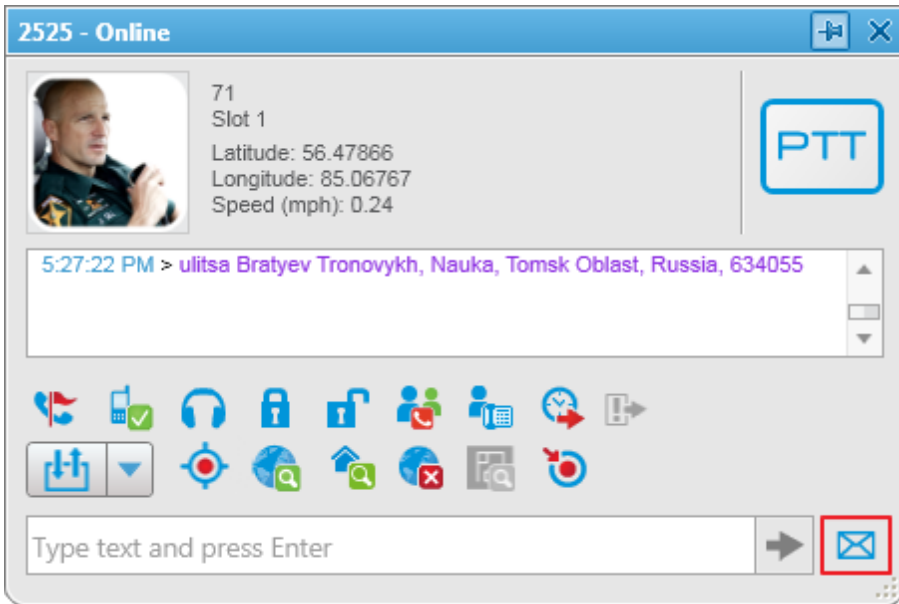 2525 - Online
71
Slot 1
Latitude: 56.47866
Longitude: 85.06767
Speed (mph): 0.24
PTT
5:27:22 PM > ulitsa Bratyev Tronovykh, Nauka, Tomsk Oblast, Russia, 634055
Type text and press Enter